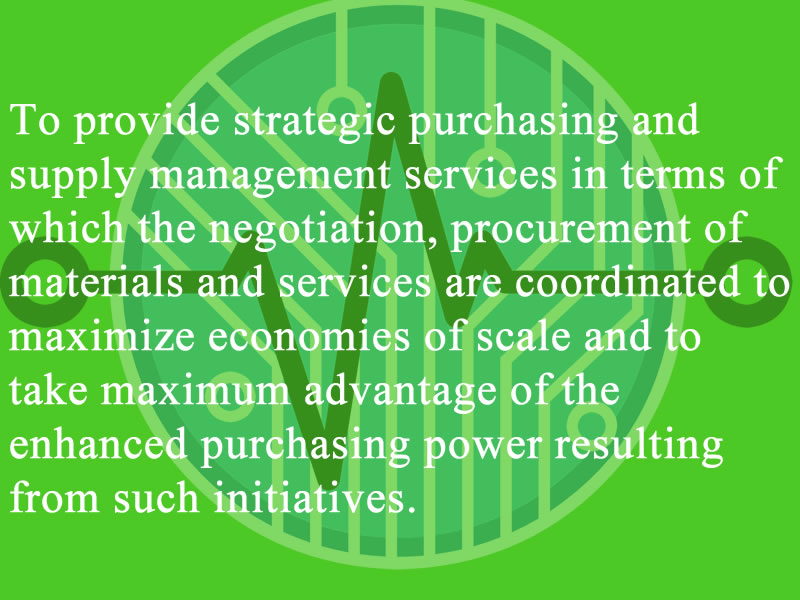 To provide strategic purchasing and
supply management services in terms of
which the negotiation, procurement of
materials and services are coordinated to
maximize economies of scale and to
take maximum advantage of the
enhanced purchasing power resulting
from such initiatives.